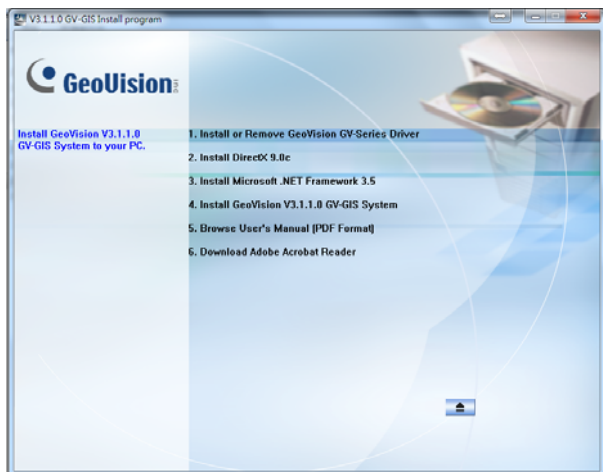 V3.1.1.0 GV-GIS Install program
GeoVision
Install GeoVision V3.1.1.0
GV-GIS System to your PC.
1. Install or Remove GeoVision GV-Series Driver
2. Install DirectX 9.0c
3. Install Microsoft .NET Framework 3.5
4. Install GeoVision V3.1.1.0 GV-GIS System
5. Browse User's Manual (PDF Format)
6. Download Adobe Acrobat Reader